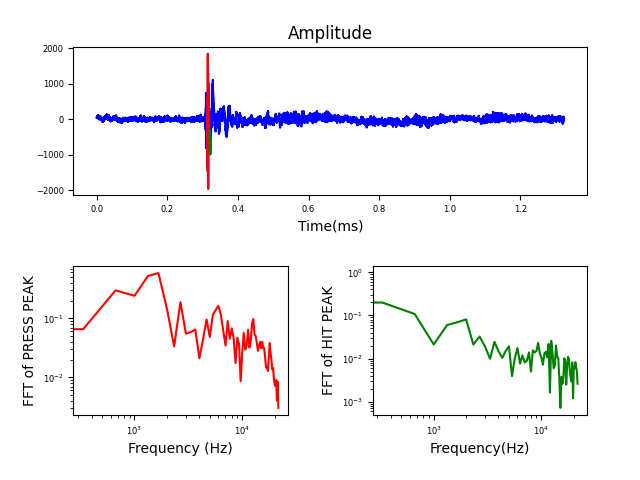 Amplitude
2000
1000
0
−1000
−2000
0.0 0.2 0.4 0.6 0.8 1.0 1.2
Time(ms)
FFT of PRESS PEAK
10⁻¹
10⁻²
10³ 10⁴
Frequency (Hz)
FFT of HIT PEAK
10⁰
10⁻¹
10⁻²
10⁻³
10³ 10⁴
Frequency(Hz)